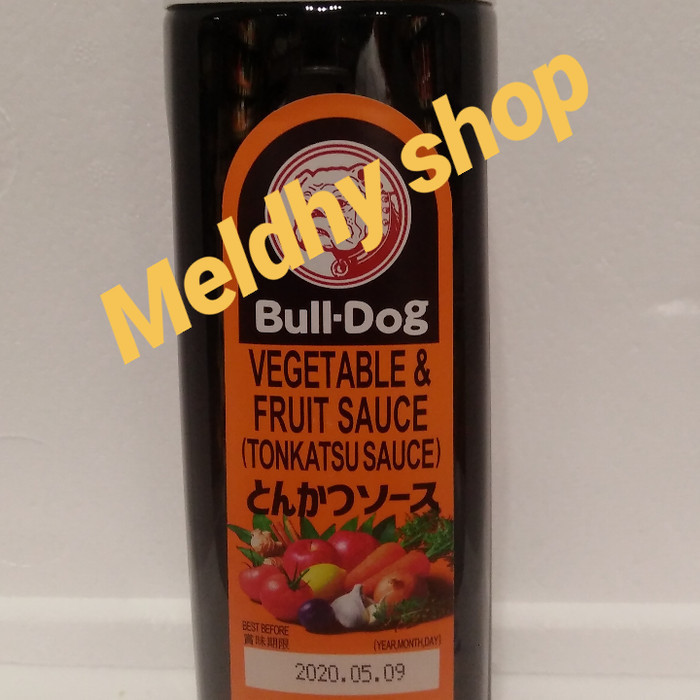 Meldhy shop
Bull-Dog
VEGETABLE &
FRUIT SAUCE
(TONKATSU SAUCE)
とんかつソース
BEST BEFORE
賞味期限
(YEAR,MONTH,DAY)
2020.05.09